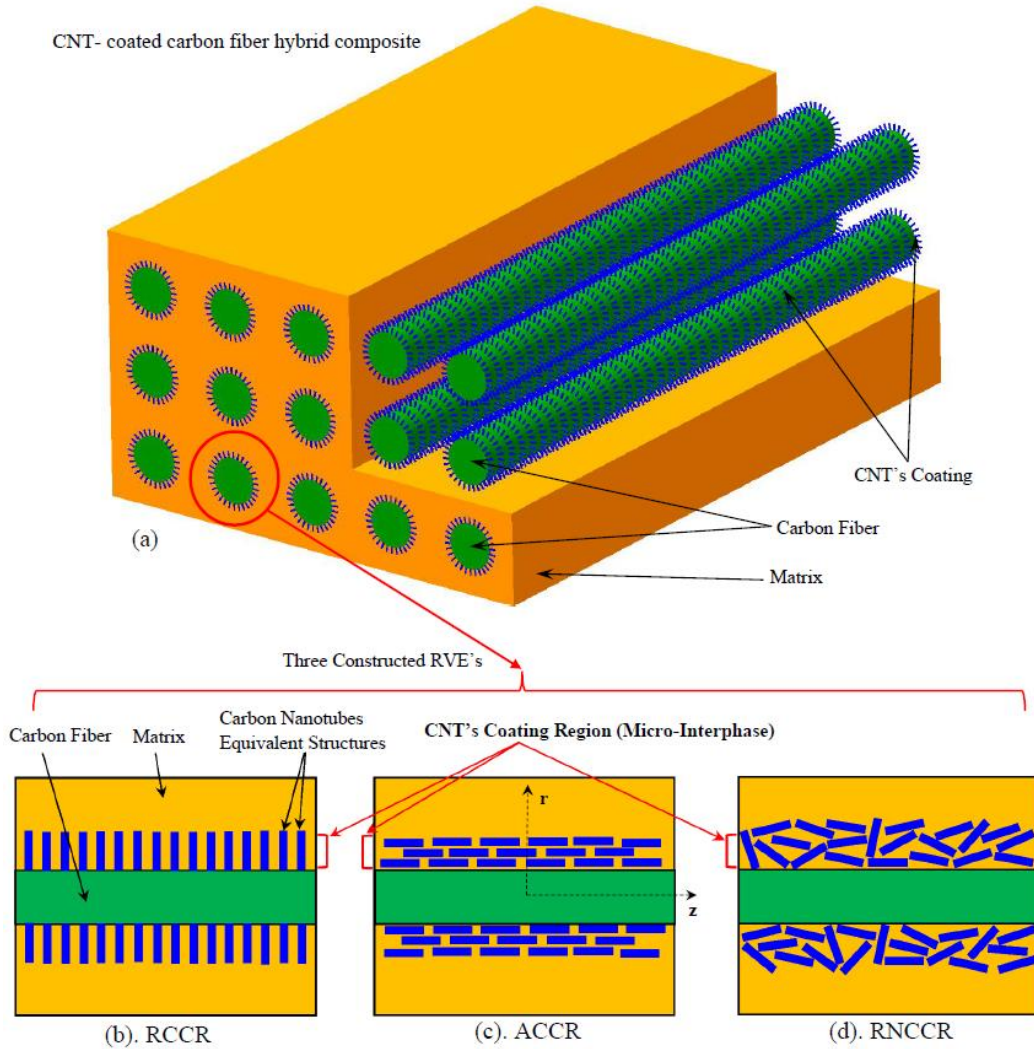 CNT- coated carbon fiber hybrid composite
CNT's Coating
Carbon Fiber
(a)
Matrix
Three Constructed RVE's
Carbon Nanotubes
Equivalent Structures
Carbon Fiber
Matrix
CNT's Coating Region (Micro-Interphase)
r
z
(b). RCCR
(c). ACCR
(d). RNCCR